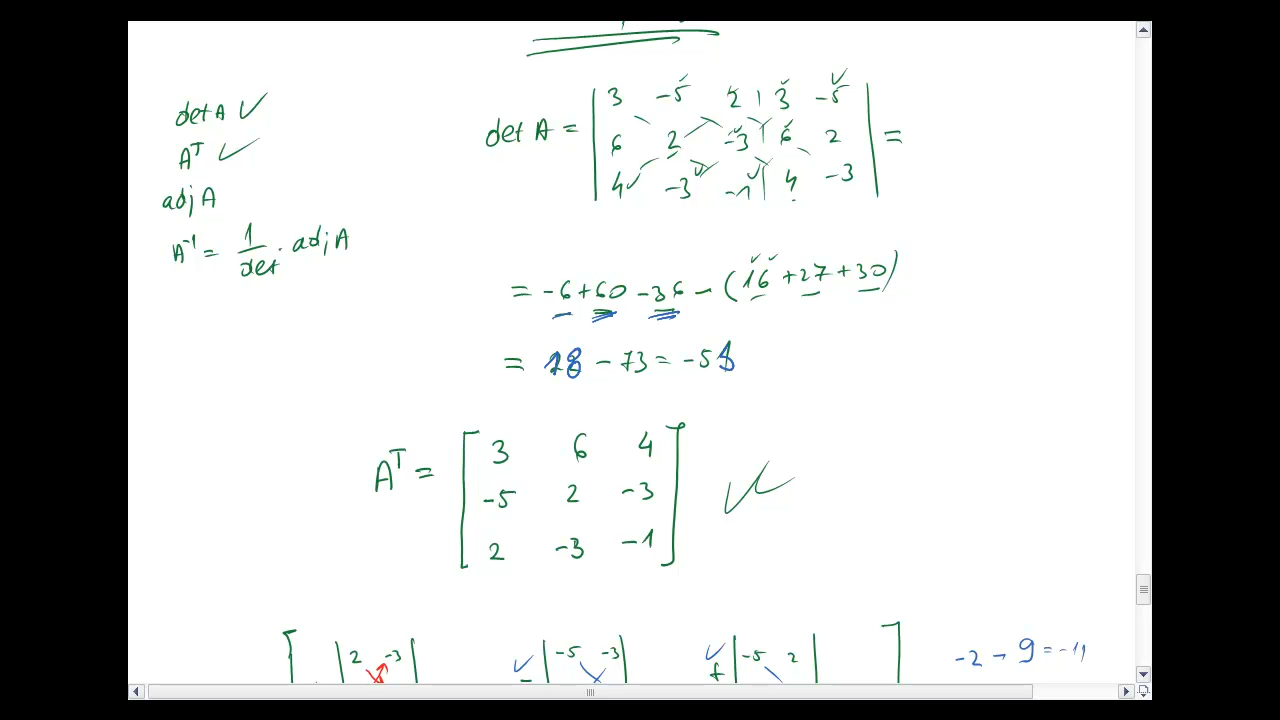 det A ✓
Aᵀ ✓
adj A
A⁻¹ = 1/det · adj A
det A = | 3 -5 2 | 3 -5 |
| 6 2 -3 | 6 2 | =
| 4 -3 -1 | 4 -3 |
= -6 + 60 - 36 - (16 + 27 + 30)
= 18 - 73 = -55
Aᵀ = [ 3 6 4
-5 2 -3
2 -3 -1 ]
| 2 -3 | - | -5 -3 | + | -5 2 |
-2 - 9 = -11